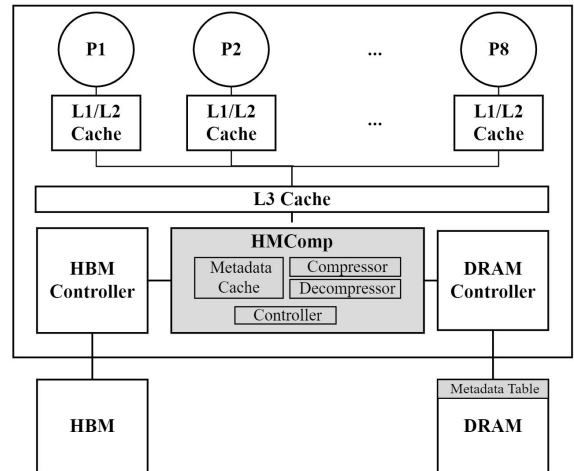 P1
P2
...
P8
L1/L2
Cache
L1/L2
Cache
...
L1/L2
Cache
L3 Cache
HBM
Controller
HMComp
Metadata
Cache
Compressor
Decompressor
Controller
DRAM
Controller
HBM
Metadata Table
DRAM